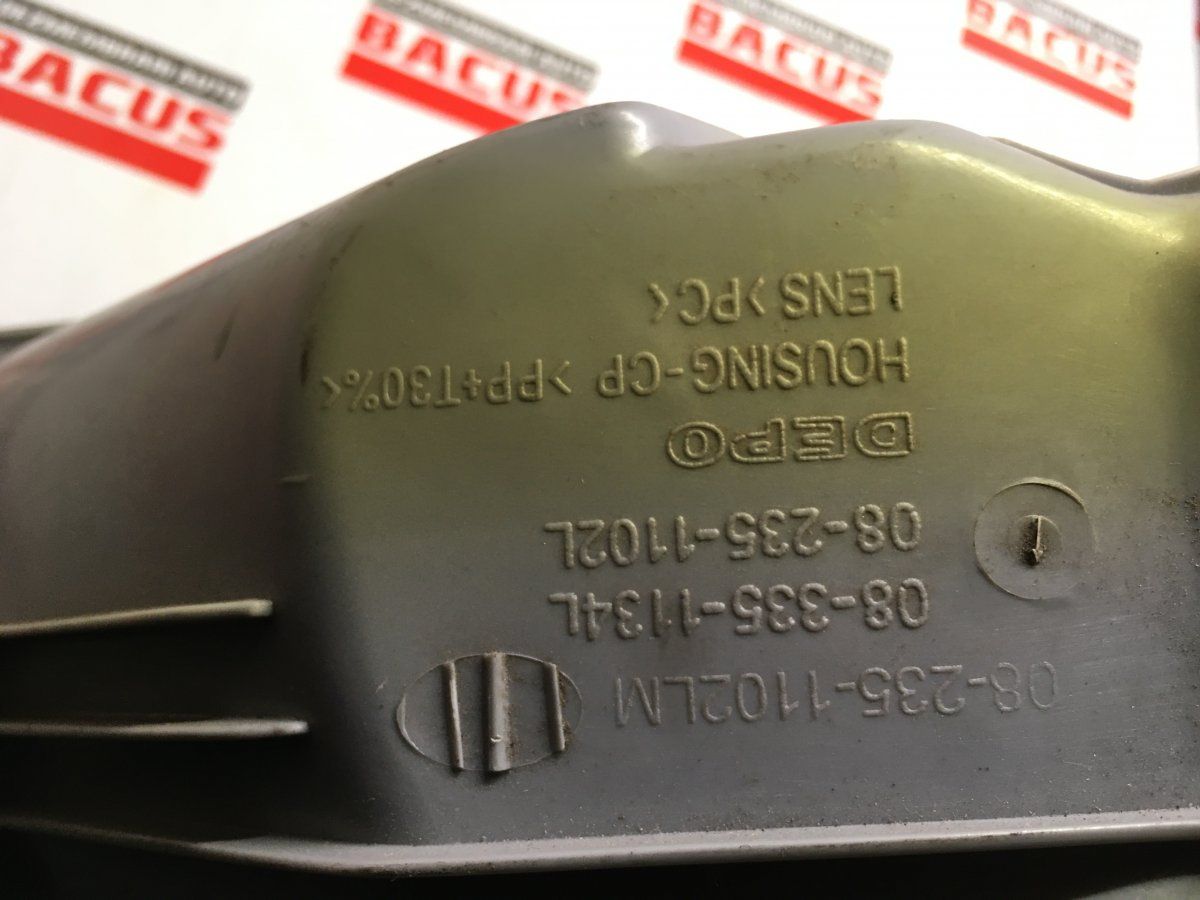 BACUS
BACUS
BACUS
BACUS
08-235-1102LM
08-335-1134L
08-235-1102L
DEPO
HOUSING-CP >PP+T30%<
LENS >PC<